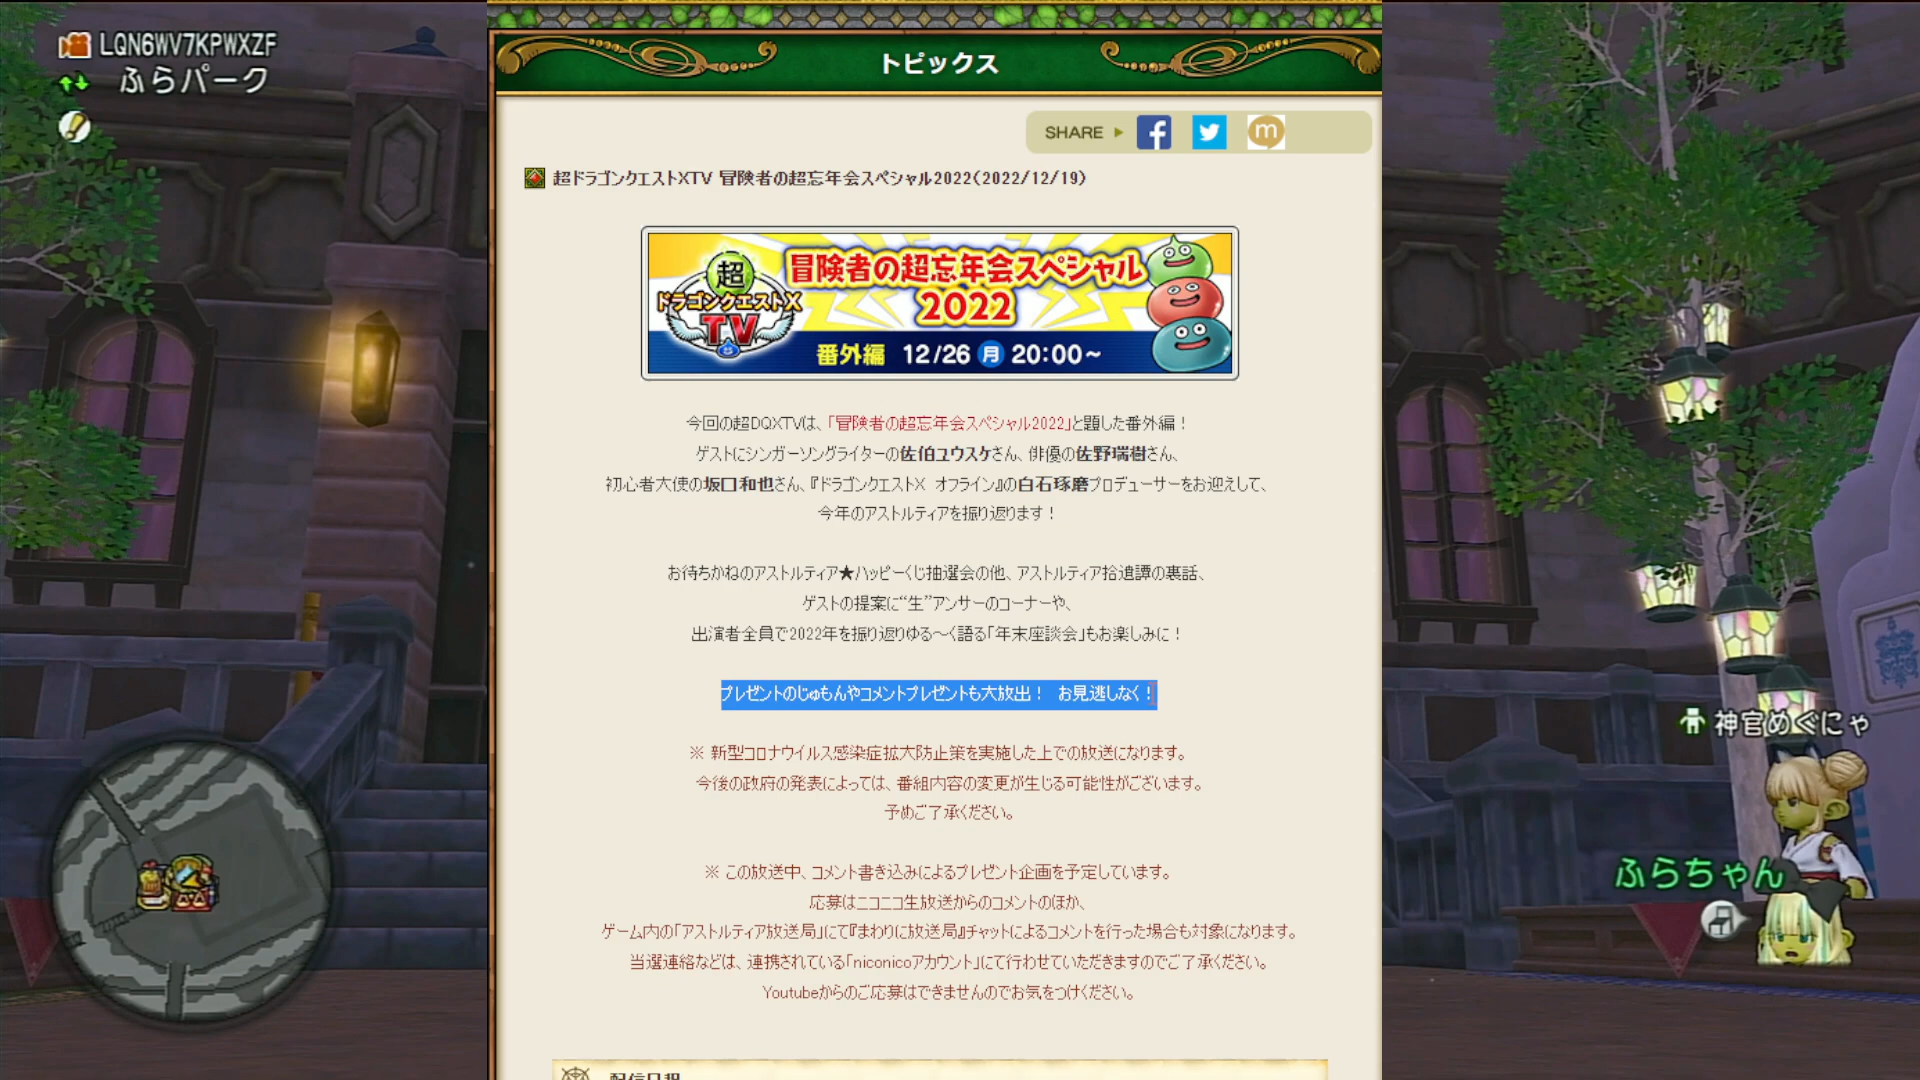 LQN6WV7KPWXZF
ふらパーク
トピックス
SHARE
超ドラゴンクエストXTV 冒険者の超忘年会スペシャル2022(2022/12/19)
超
ドラゴンクエストX
TV
冒険者の超忘年会スペシャル
2022
番外編 12/26 月 20:00~
今回の超DQXTVは、「冒険者の超忘年会スペシャル2022」と題した番外編！
ゲストにシンガーソングライターの佐伯ユウスケさん、俳優の佐野瑞樹さん、
初心者大使の坂口和也さん、『ドラゴンクエストX オフライン』の白石琢磨プロデューサーをお迎えして、
今年のアストルティアを振り返ります！
お待ちかねのアストルティア★ハッピーくじ抽選会の他、アストルティア拾遺譚の裏話、
ゲストの提案に“生”アンサーのコーナーや、
出演者全員で2022年を振り返りゆる～く語る「年末座談会」もお楽しみに！
プレゼントのじゅもんやコメントプレゼントも大放出！ お見逃しなく！
※ 新型コロナウイルス感染症拡大防止策を実施した上での放送になります。
今後の政府の発表によっては、番組内容の変更が生じる可能性がございます。
予めご了承ください。
※ この放送中、コメント書き込みによるプレゼント企画を予定しています。
応募はニコニコ生放送からのコメントのほか、
ゲーム内の「アストルティア放送局」にて『まわりに放送局』チャットによるコメントを行った場合も対象になります。
当選連絡などは、連携されている「niconicoアカウント」にて行わせていただきますのでご了承ください。
Youtubeからのご応募はできませんのでお気をつけください。
配信日程
神官めぐにゃ
ふらちゃん